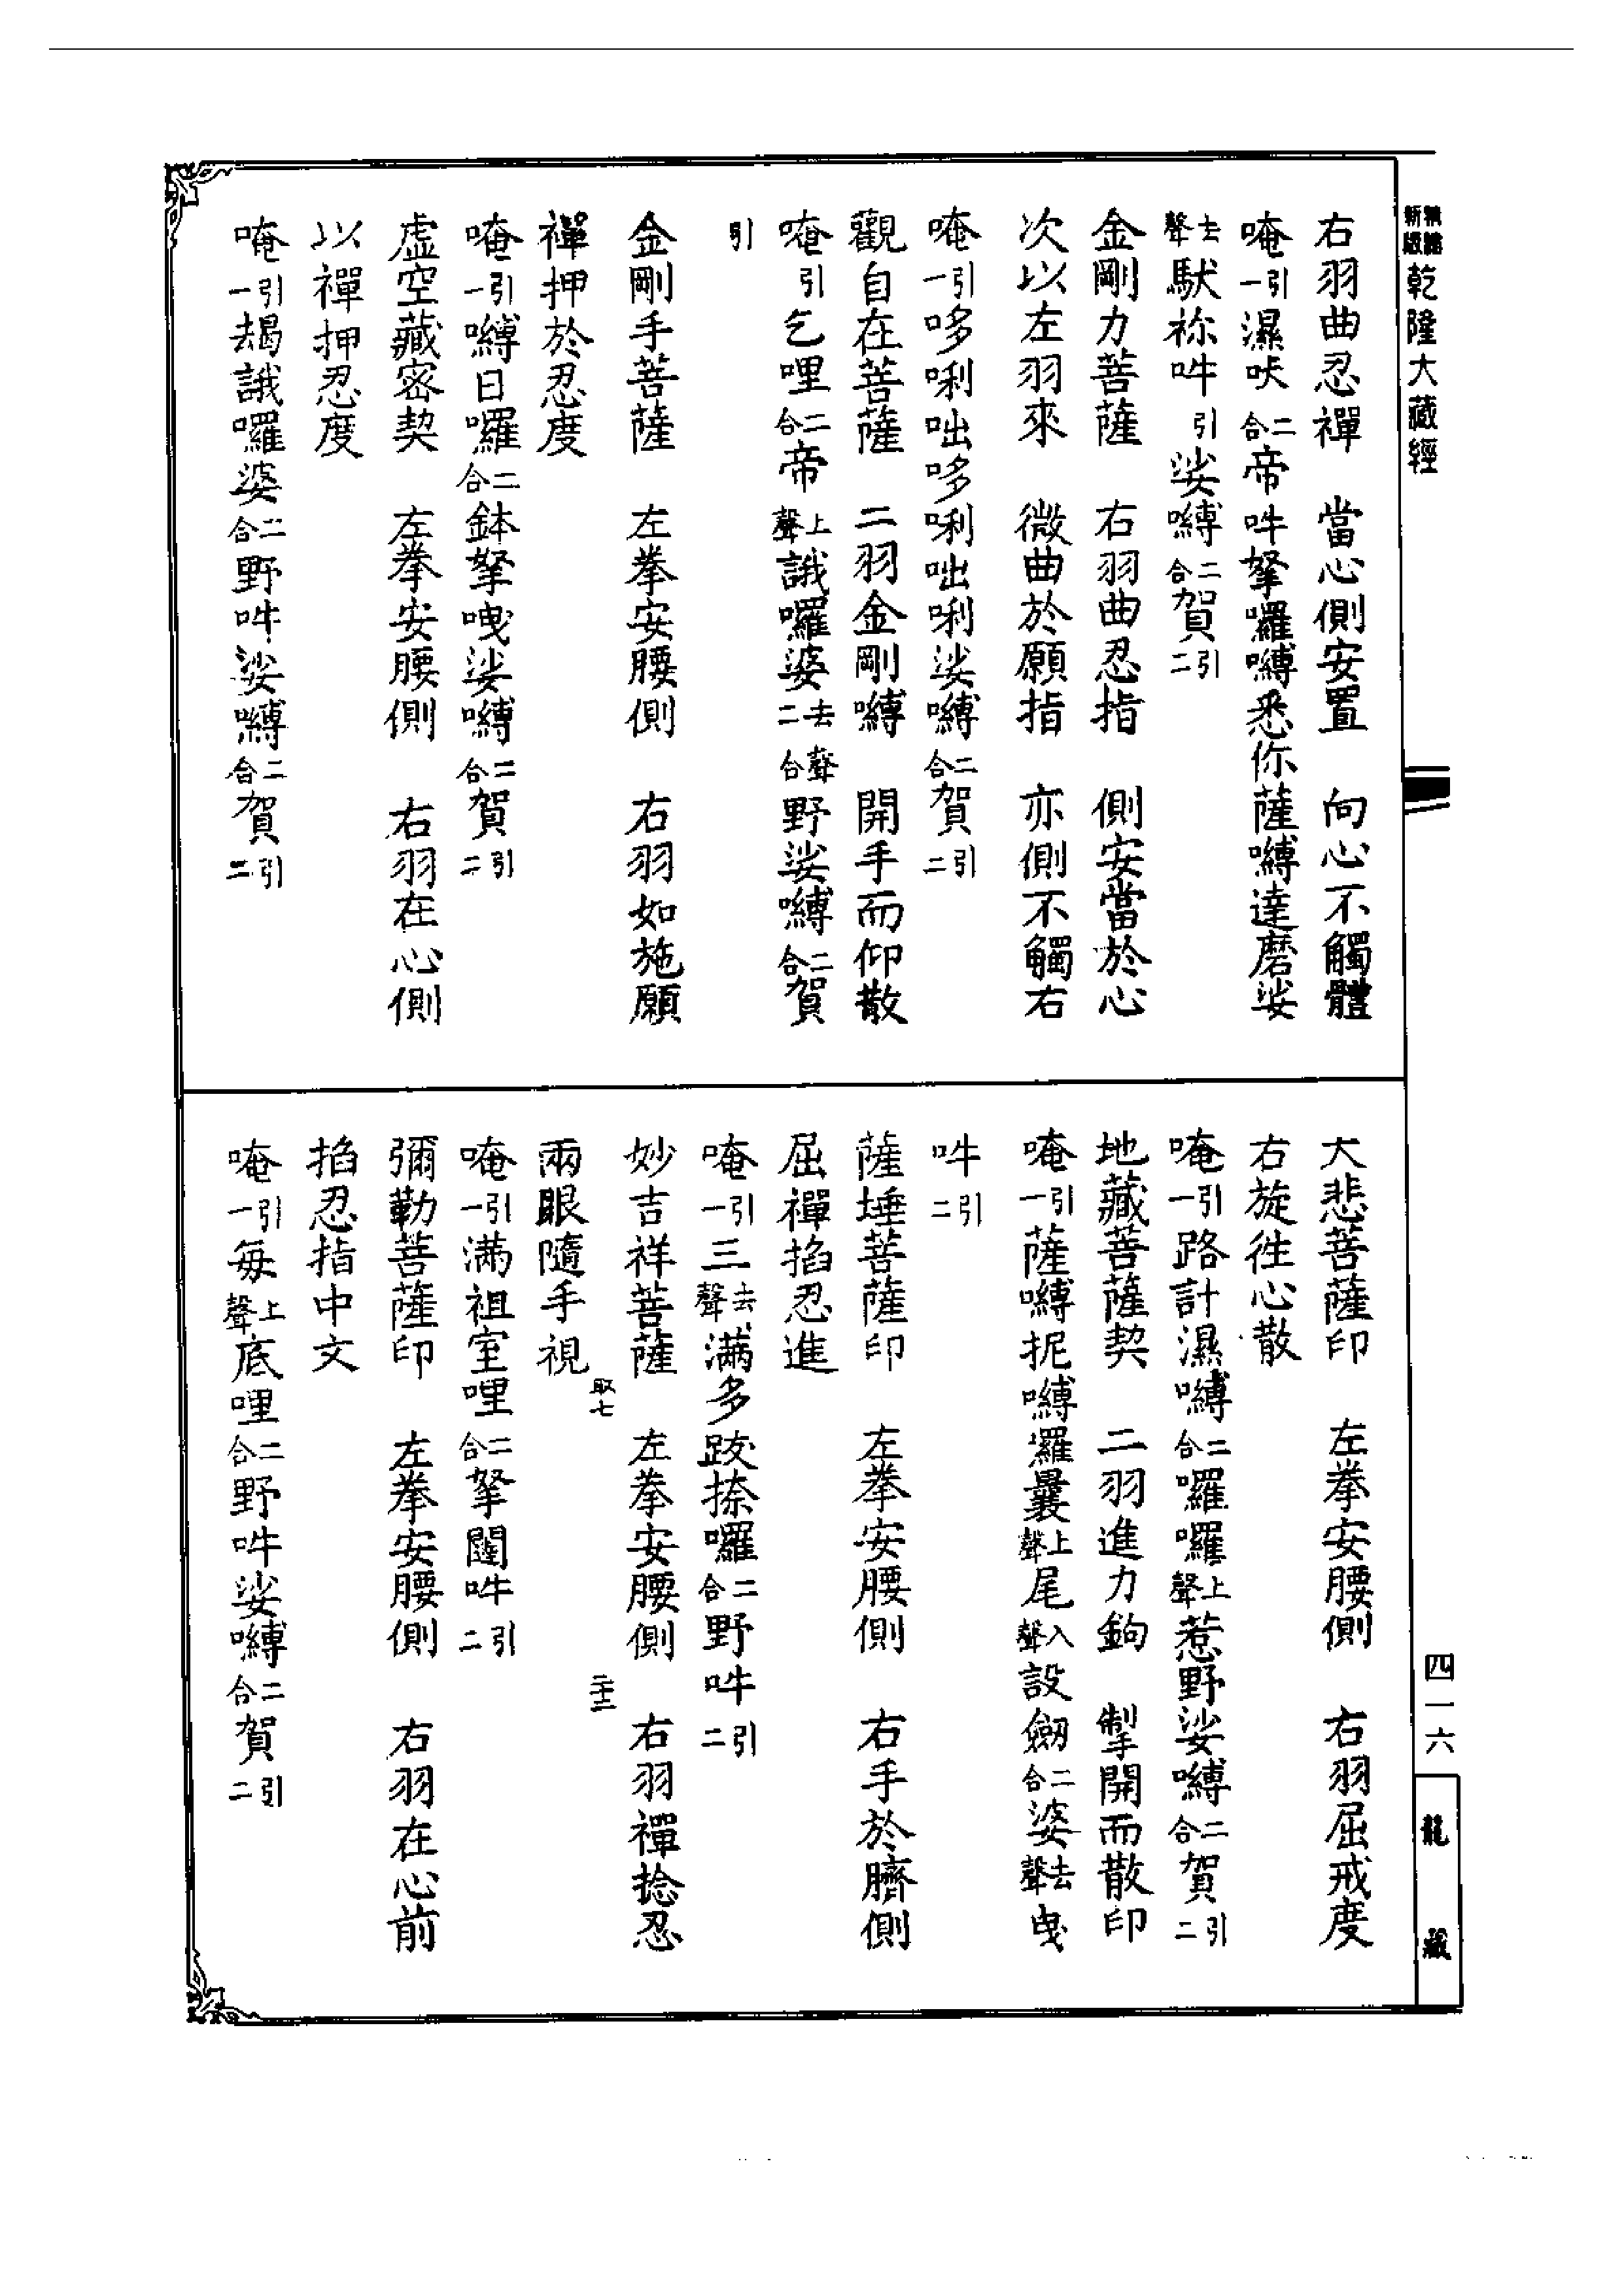 乾隆大藏經
右羽曲忍禪　當心側安置　向心不觸體
唵引一濕吠二合帝吽拏囉嚩悉你薩嚩達磨娑
去聲馱祢吽引娑嚩二合賀引二
金剛力菩薩　右羽曲忍指　側安當於心
次以左羽來　微曲於願指　亦側不觸右
唵引一哆唎咄哆唎咄唎娑嚩二合賀引二
觀自在菩薩　二羽金剛縛　開手而仰散
唵引乞哩二合帝上聲誐囉婆去聲二合野娑嚩二合賀
引
金剛手菩薩　左拳安腰側　右羽如施願
禪押於忍度
唵引一嚩日囉二合鉢拏曳娑嚩二合賀引二
虛空藏密契　左拳安腰側　右羽在心側
以禪押忍度
唵引一朅誐囉婆二合野吽娑嚩二合賀引二
大悲菩薩印　左拳安腰側　右羽屈戒度
右旋往心散
唵引一路計濕嚩二合囉囉上聲惹野娑嚩二合賀引二
地藏菩薩契　二羽進力鉤　掣開而散印
唵引一薩嚩抳嚩囉曩上聲尾入聲設劒二合婆去聲曳
吽引二
薩埵菩薩印　左拳安腰側　右手於臍側
屈禪掐忍進
唵引一三去聲滿多跋捺囉二合野吽引二
妙吉祥菩薩　左拳安腰側　右羽禪捻忍
兩眼隨手視
唵引一滿祖室哩二合拏闥吽引二
彌勒菩薩印　左拳安腰側　右羽在心前
掐忍指中文
唵引一每上聲底哩二合野吽娑嚩二合賀引二
四一六
龍藏